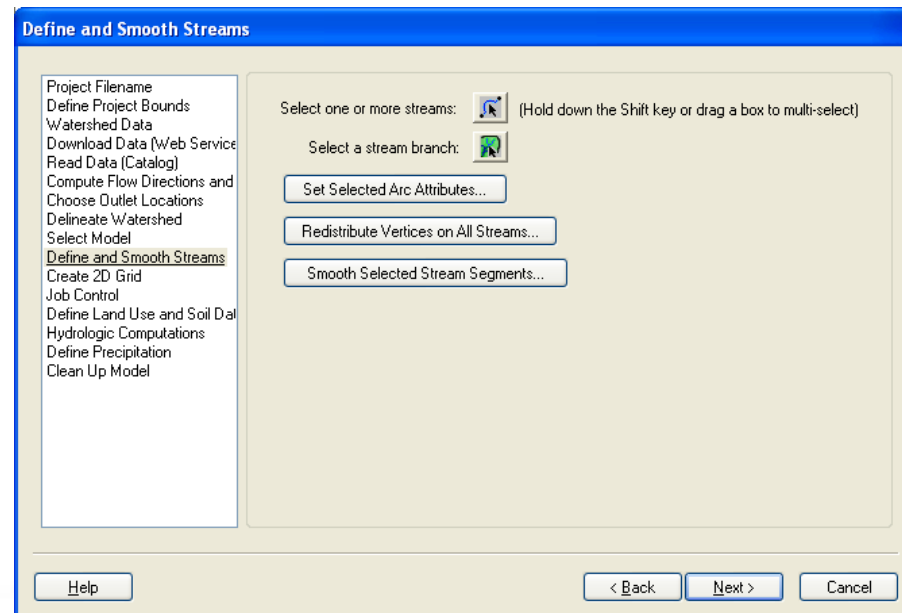 Define and Smooth Streams
Project Filename
Define Project Bounds
Watershed Data
Download Data (Web Service
Read Data (Catalog)
Compute Flow Directions and
Choose Outlet Locations
Delineate Watershed
Select Model
Define and Smooth Streams
Create 2D Grid
Job Control
Define Land Use and Soil Dat
Hydrologic Computations
Define Precipitation
Clean Up Model
Select one or more streams: (Hold down the Shift key or drag a box to multi-select)
Select a stream branch:
Set Selected Arc Attributes...
Redistribute Vertices on All Streams...
Smooth Selected Stream Segments...
Help < Back Next > Cancel